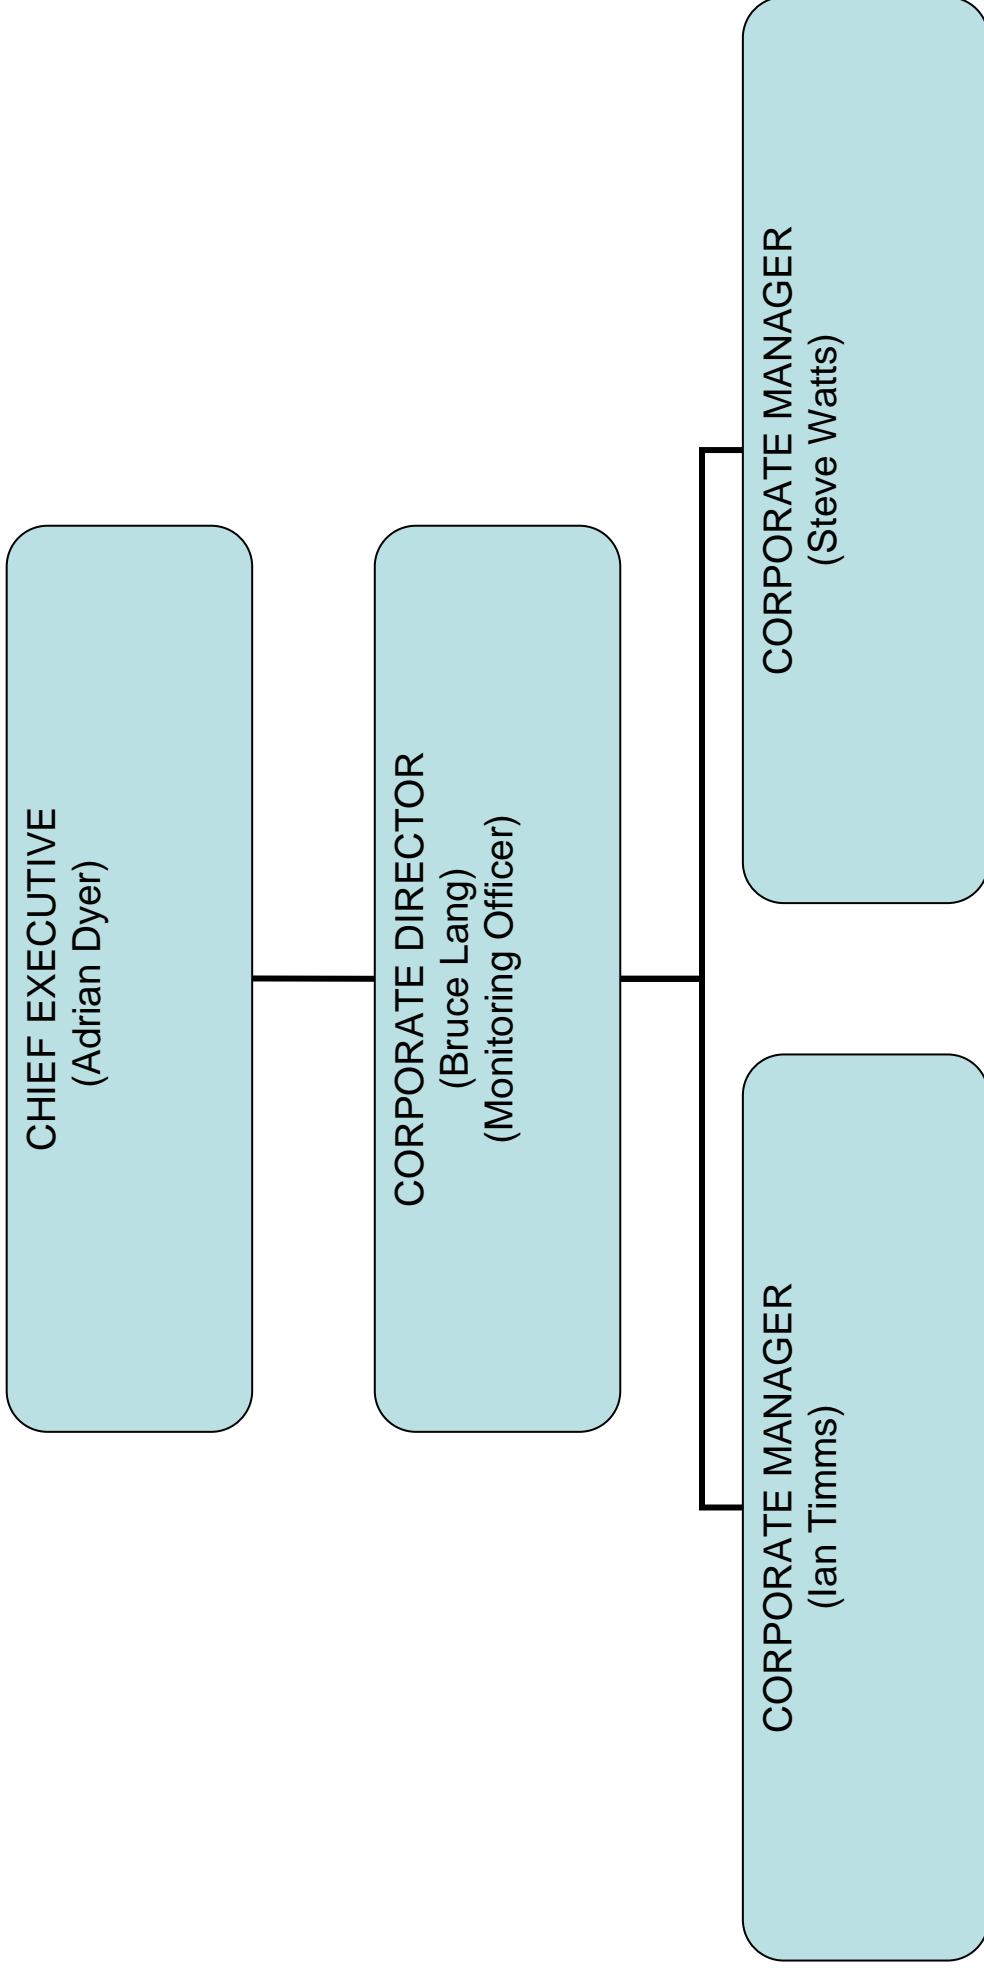 CHIEF EXECUTIVE
(Adrian Dyer)
CORPORATE DIRECTOR
(Bruce Lang)
(Monitoring Officer)
CORPORATE MANAGER
(Ian Timms)
CORPORATE MANAGER
(Steve Watts)